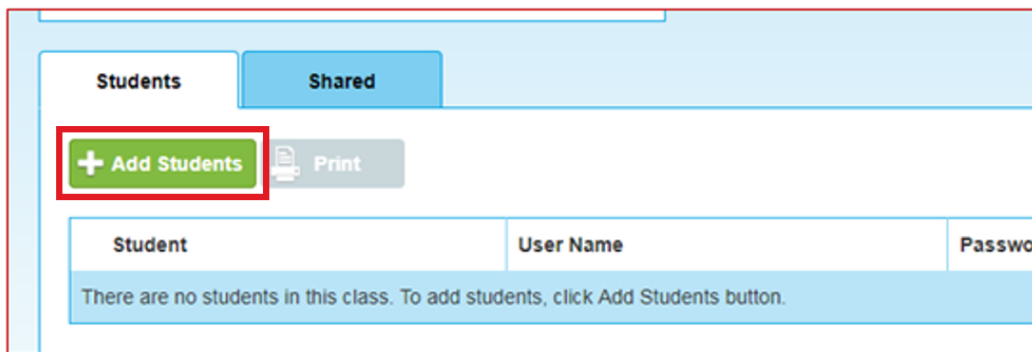 Students Shared
Add Students Print
Student User Name Passwo
There are no students in this class. To add students, click Add Students button.